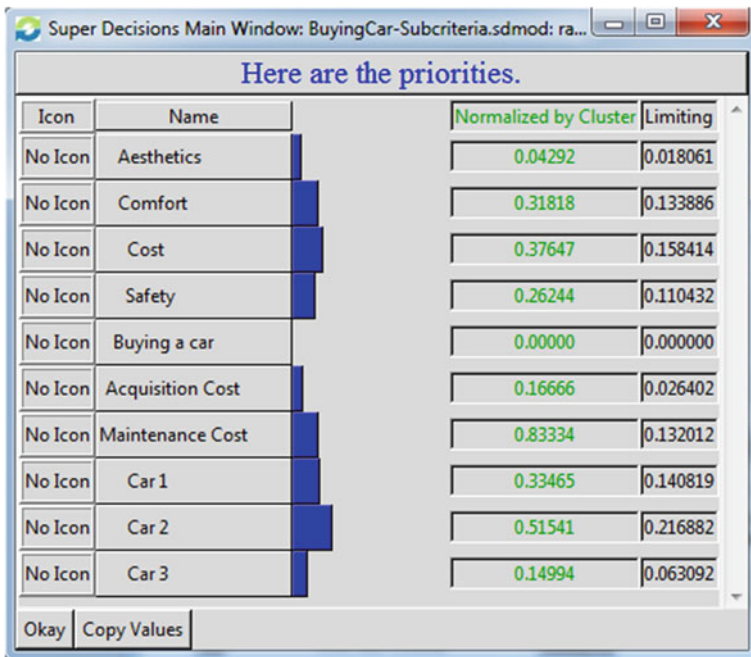 Super Decisions Main Window: BuyingCar-Subcriteria.sdmod: ra...
Here are the priorities.
Icon Name Normalized by Cluster Limiting
No Icon Aesthetics 0.04292 0.018061
No Icon Comfort 0.31818 0.133886
No Icon Cost 0.37647 0.158414
No Icon Safety 0.26244 0.110432
No Icon Buying a car 0.00000 0.000000
No Icon Acquisition Cost 0.16666 0.026402
No Icon Maintenance Cost 0.83334 0.132012
No Icon Car 1 0.33465 0.140819
No Icon Car 2 0.51541 0.216882
No Icon Car 3 0.14994 0.063092
Okay Copy Values